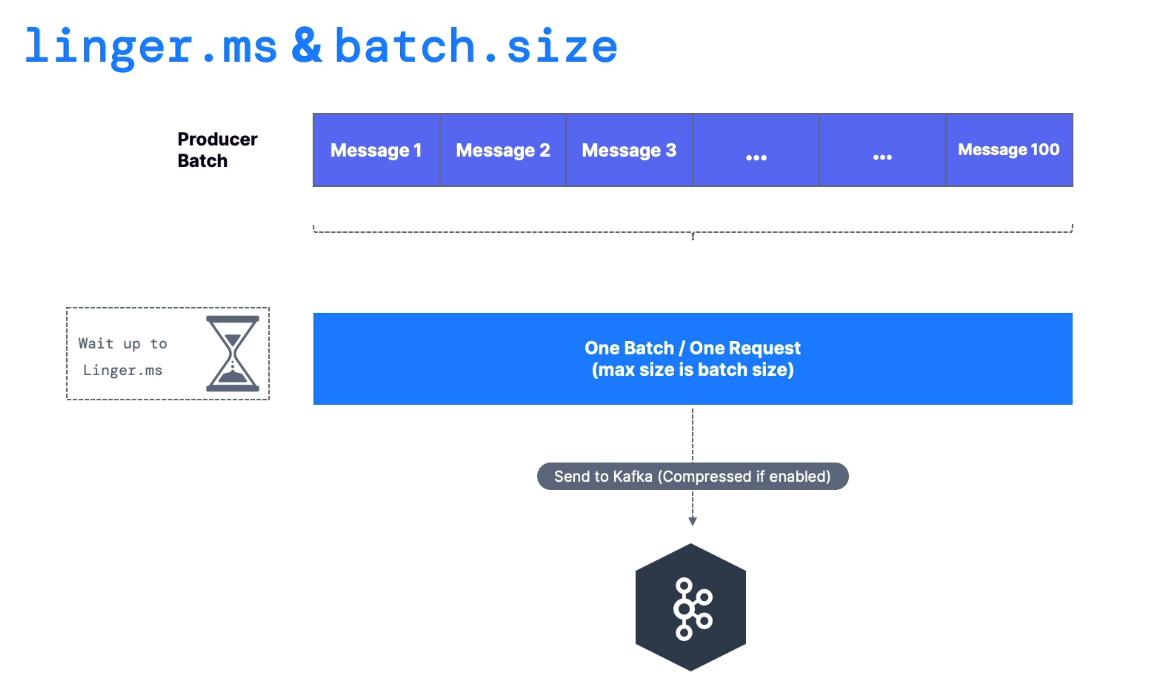 linger.ms & batch.size
Producer
Batch
Message 1
Message 2
Message 3
...
...
Message 100
Wait up to
Linger.ms
One Batch / One Request
(max size is batch size)
Send to Kafka (Compressed if enabled)